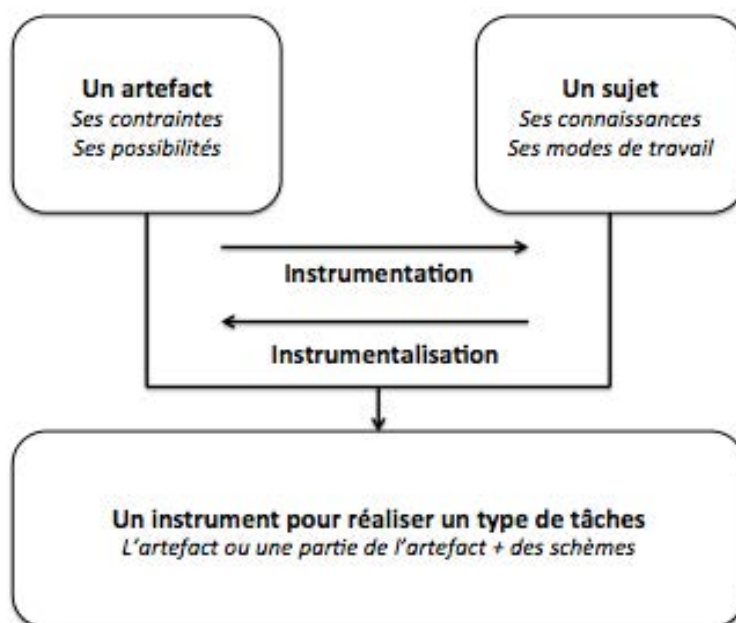 Un artefact
Ses contraintes
Ses possibilités
Un sujet
Ses connaissances
Ses modes de travail
Instrumentation
Instrumentalisation
Un instrument pour réaliser un type de tâches
L’artefact ou une partie de l’artefact + des schèmes